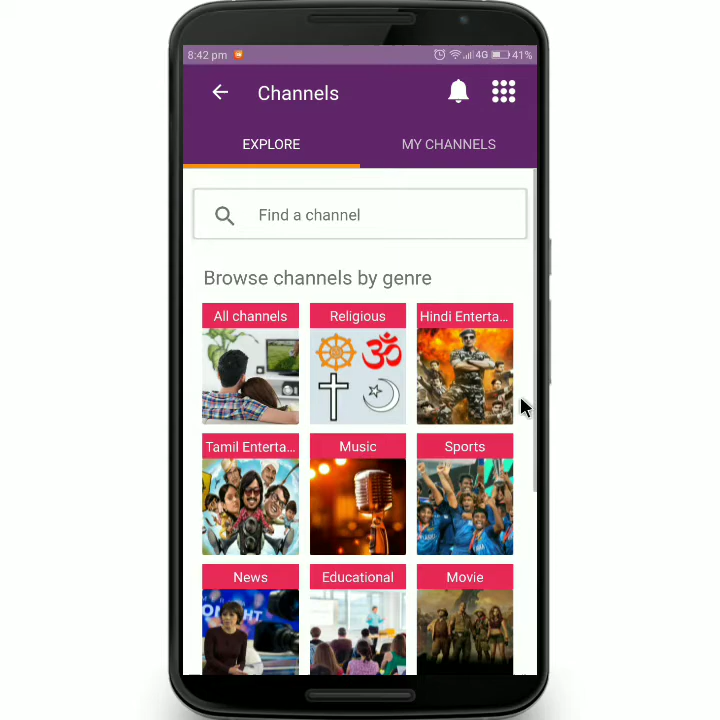 8:42 pm 4G 41%
Channels
EXPLORE MY CHANNELS
Find a channel
Browse channels by genre
All channels Religious Hindi Enterta...
ॐ
Tamil Enterta... Music Sports
News Educational Movie